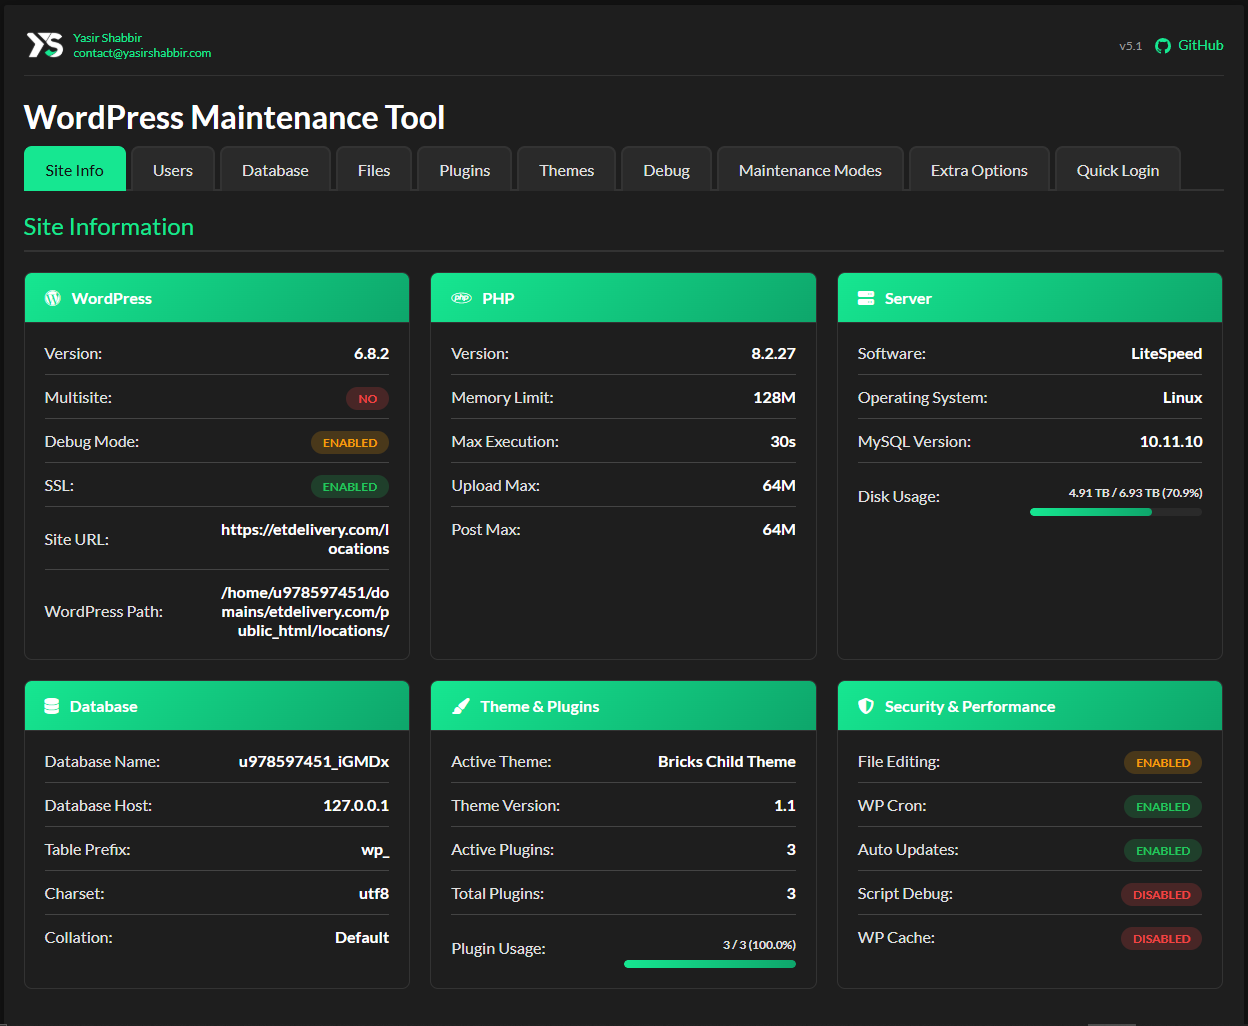 Yasir Shabbir
contact@yasirshabbir.com
v5.1 GitHub
WordPress Maintenance Tool
Site Info Users Database Files Plugins Themes Debug Maintenance Modes Extra Options Quick Login
Site Information
WordPress
Version: 6.8.2
Multisite: NO
Debug Mode: ENABLED
SSL: ENABLED
Site URL: https://etdelivery.com/l
ocations
WordPress Path: /home/u978597451/do
mains/etdelivery.com/p
ublic_html/locations/
php PHP
Version: 8.2.27
Memory Limit: 128M
Max Execution: 30s
Upload Max: 64M
Post Max: 64M
Server
Software: LiteSpeed
Operating System: Linux
MySQL Version: 10.11.10
Disk Usage: 4.91 TB / 6.93 TB (70.9%)
Database
Database Name: u978597451_iGMDx
Database Host: 127.0.0.1
Table Prefix: wp_
Charset: utf8
Collation: Default
Theme & Plugins
Active Theme: Bricks Child Theme
Theme Version: 1.1
Active Plugins: 3
Total Plugins: 3
Plugin Usage: 3 / 3 (100.0%)
Security & Performance
File Editing: ENABLED
WP Cron: ENABLED
Auto Updates: ENABLED
Script Debug: DISABLED
WP Cache: DISABLED